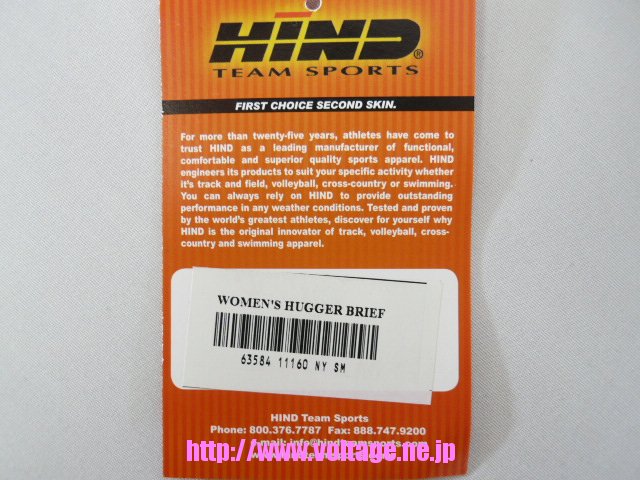 HIND®
TEAM SPORTS
FIRST CHOICE SECOND SKIN.
For more than twenty-five years, athletes have come to
trust HIND as a leading manufacturer of functional,
comfortable and superior quality sports apparel. HIND
engineers its products to suit your specific activity whether
it's track and field, volleyball, cross-country or swimming.
You can always rely on HIND to provide outstanding
performance in any weather conditions. Tested and proven
by the world's greatest athletes, discover for yourself why
HIND is the original innovator of track, volleyball, cross-
country and swimming apparel.
WOMEN'S HUGGER BRIEF
63584 11160 NY SM
HIND Team Sports
Phone: 800.376.7787 Fax: 888.747.9200
e-mail: info@hindteamsports.com
http://www.voltage.ne.jp